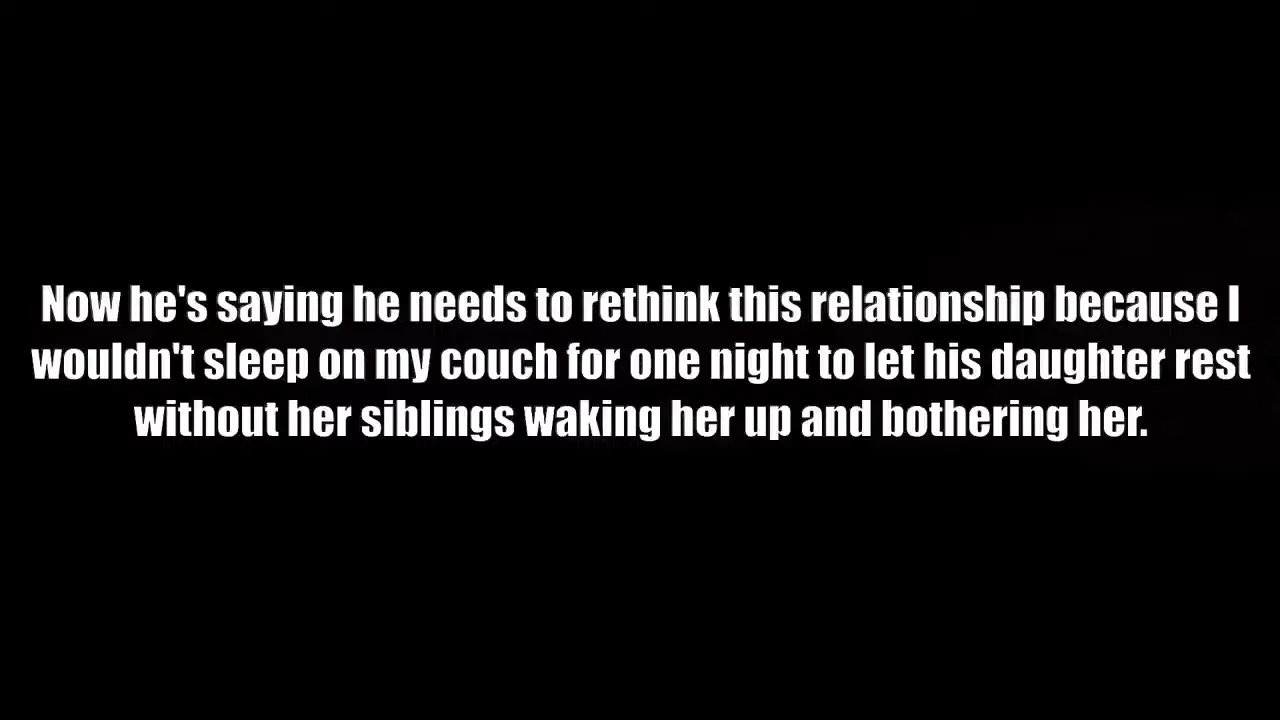 Now he's saying he needs to rethink this relationship because I
wouldn't sleep on my couch for one night to let his daughter rest
without her siblings waking her up and bothering her.